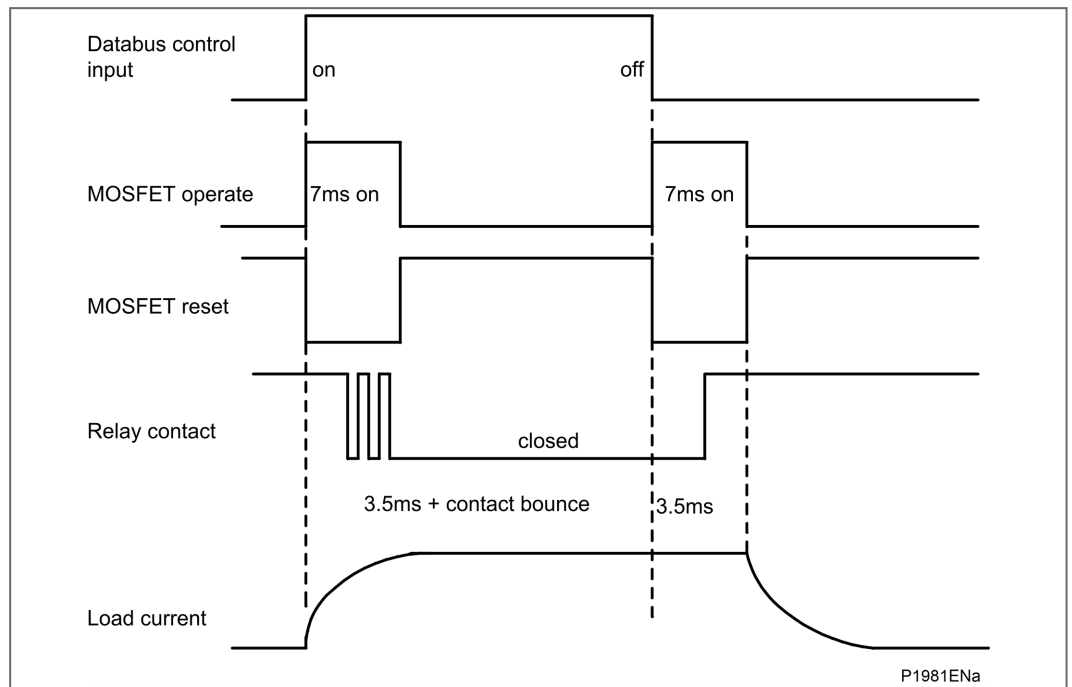 Databus control
input
on
off
MOSFET operate
7ms on
7ms on
MOSFET reset
Relay contact
closed
3.5ms + contact bounce
3.5ms
Load current
P1981ENa